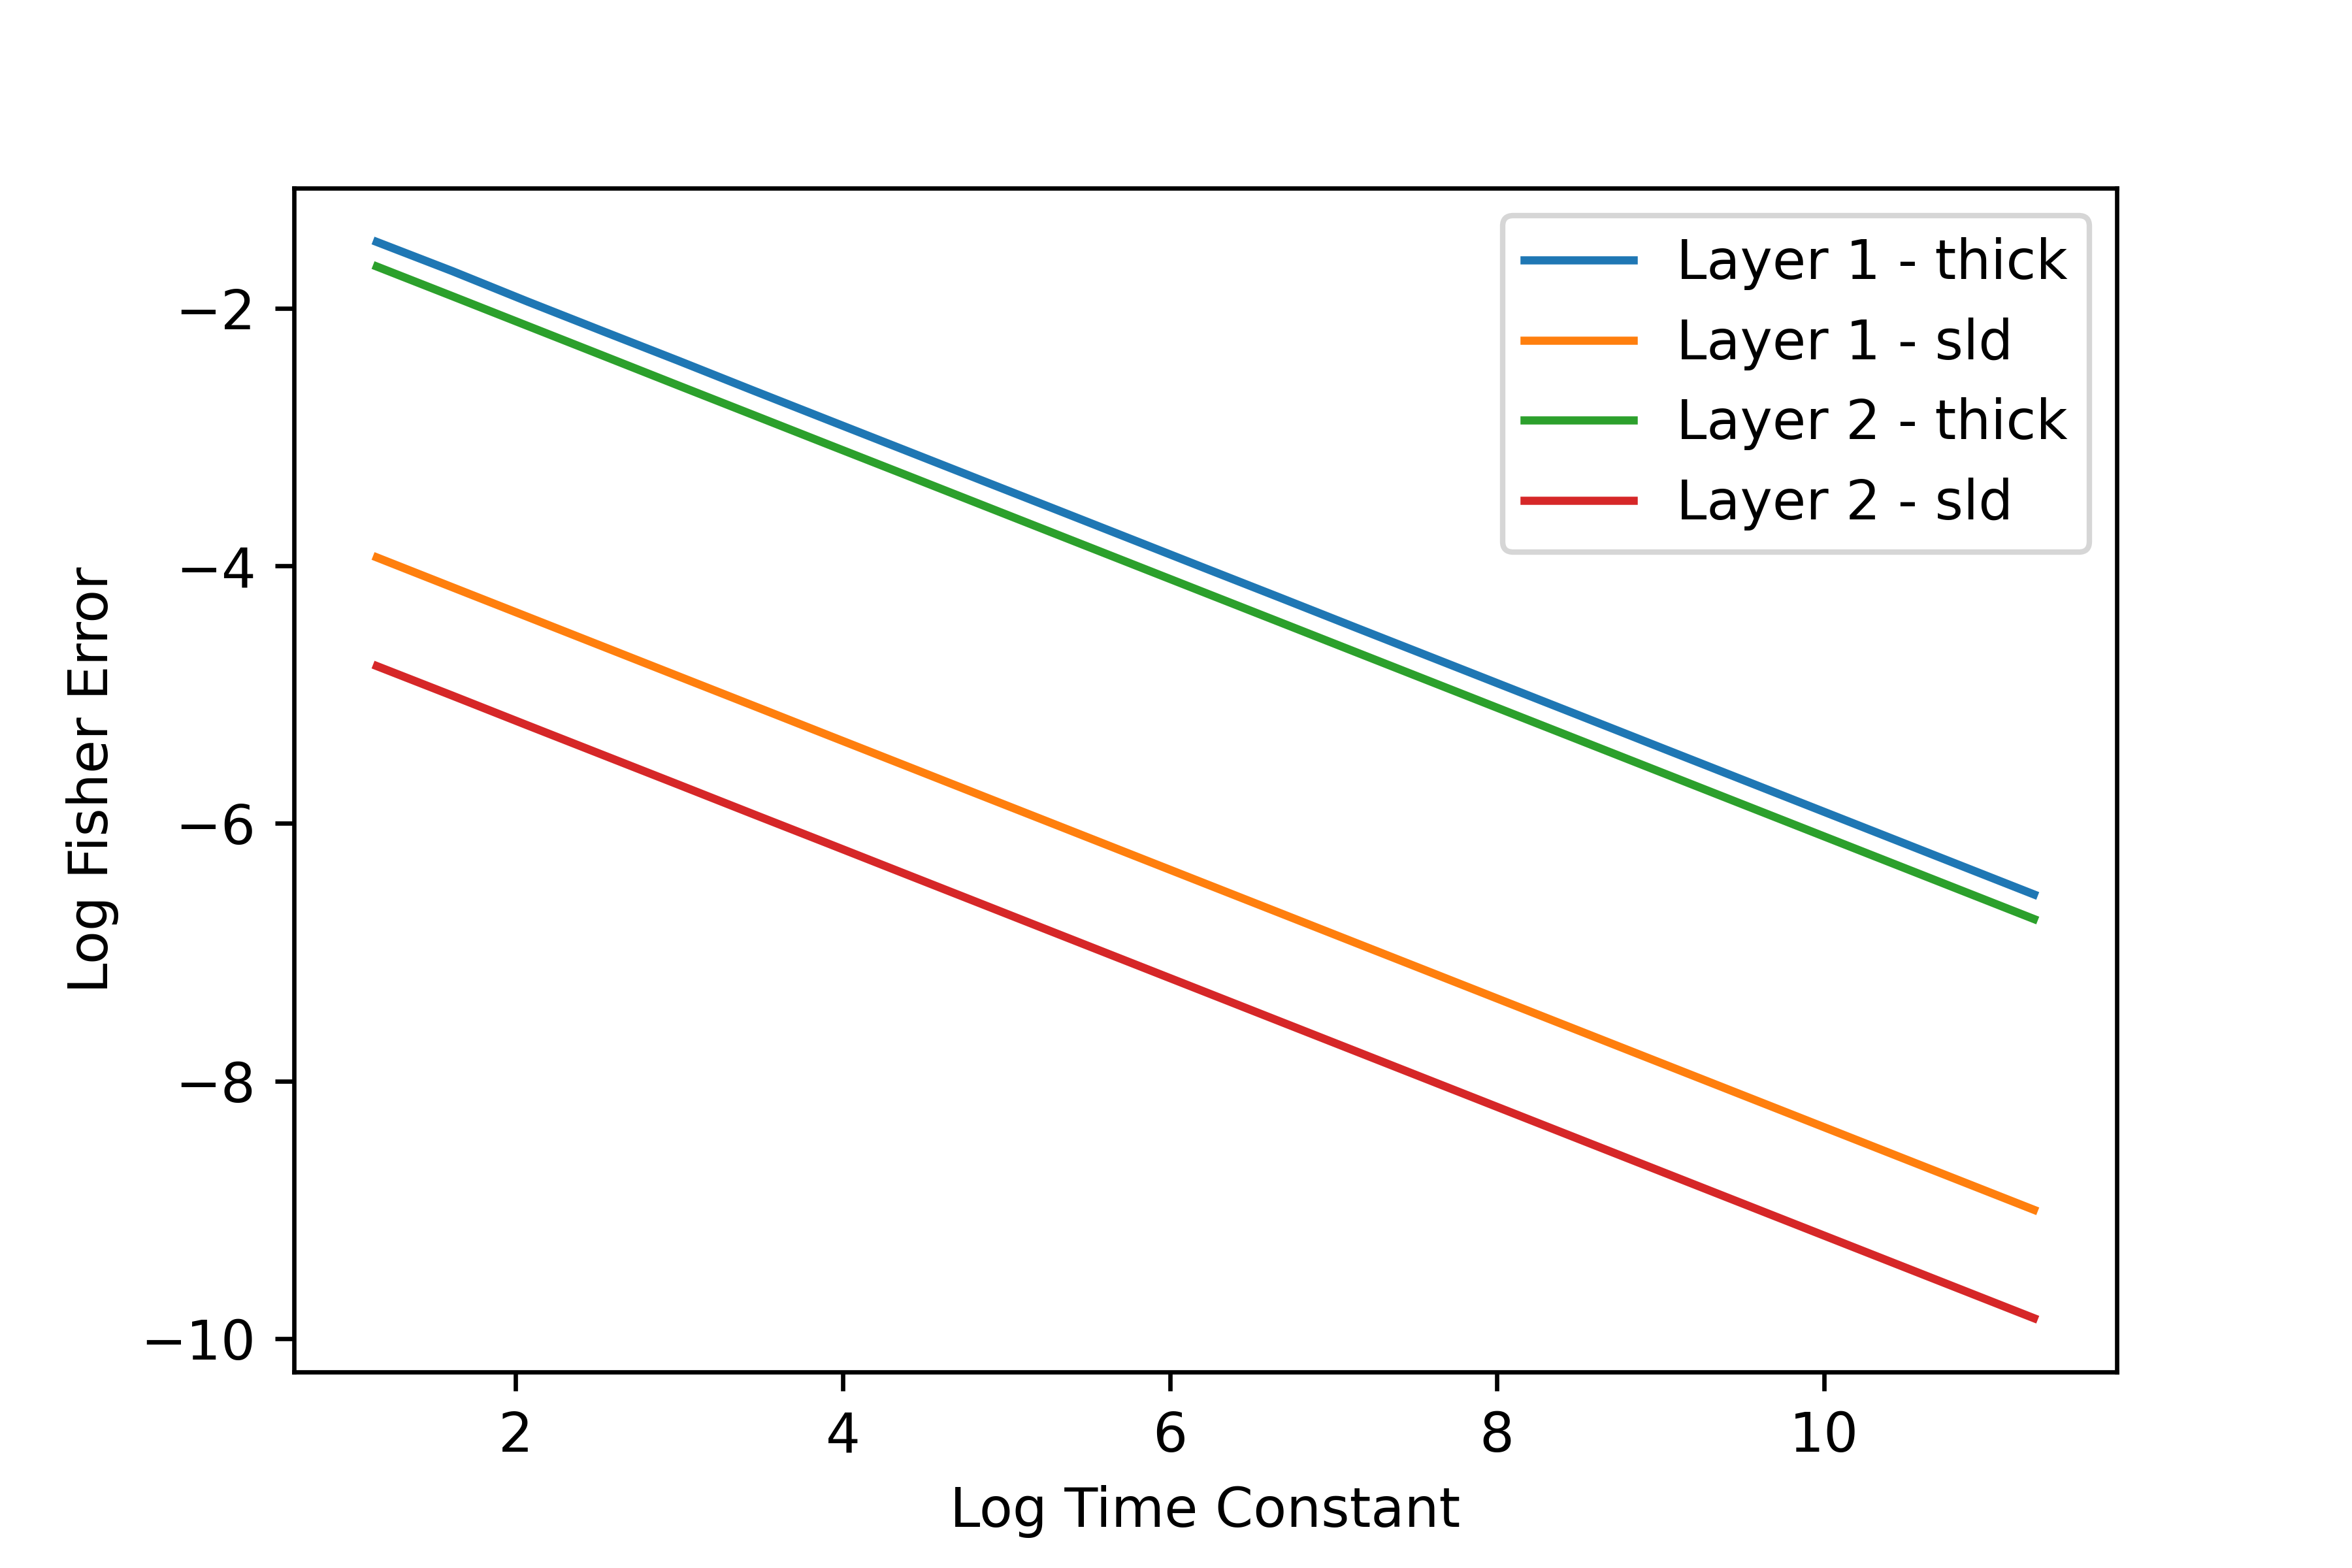 Layer 1 - thick
Layer 1 - sld
Layer 2 - thick
Layer 2 - sld
−2
−4
−6
−8
−10
Log Fisher Error
2 4 6 8 10
Log Time Constant